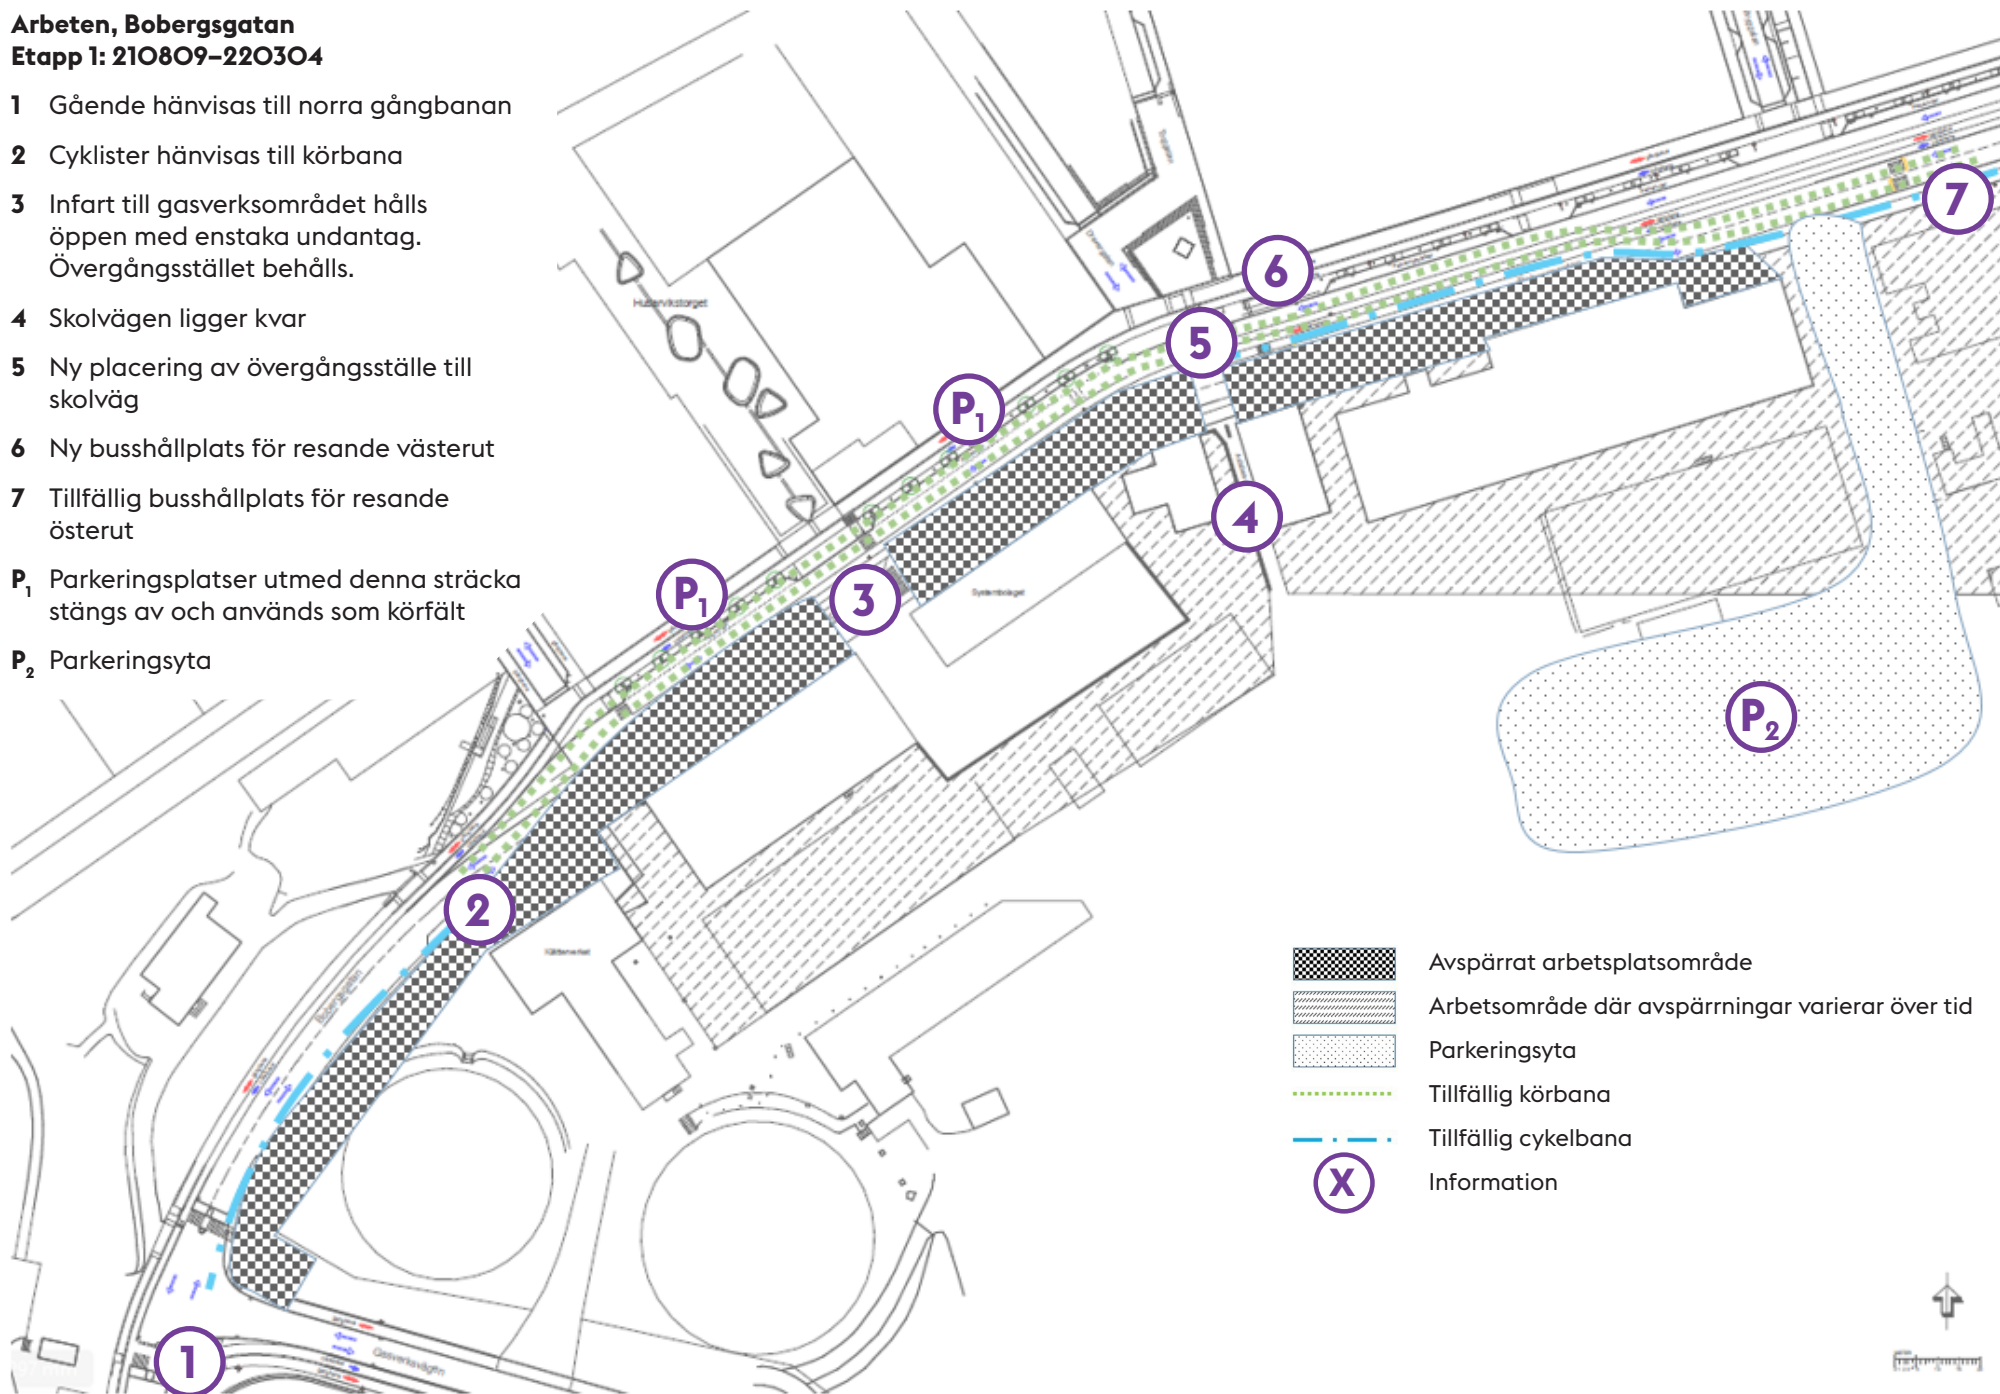 Arbeten, Bobergsgatan
Etapp 1: 210809–220304
1 Gående hänvisas till norra gångbanan
2 Cyklister hänvisas till körbana
3 Infart till gasverksområdet hålls
öppen med enstaka undantag.
Övergångsstället behålls.
4 Skolvägen ligger kvar
5 Ny placering av övergångsställe till
skolväg
6 Ny busshållplats för resande västerut
7 Tillfällig busshållplats för resande
österut
P₁ Parkeringsplatser utmed denna sträcka
stängs av och används som körfält
P₂ Parkeringsyta
Husarvikstorget
7
6
5
P₁
4
P₁
3
Systembolaget
P₂
2
Bobergsgatan
1
Gasverksvägen
Avspärrat arbetsplatsområde
Arbetsområde där avspärrningar varierar över tid
Parkeringsyta
Tillfällig körbana
Tillfällig cykelbana
X Information